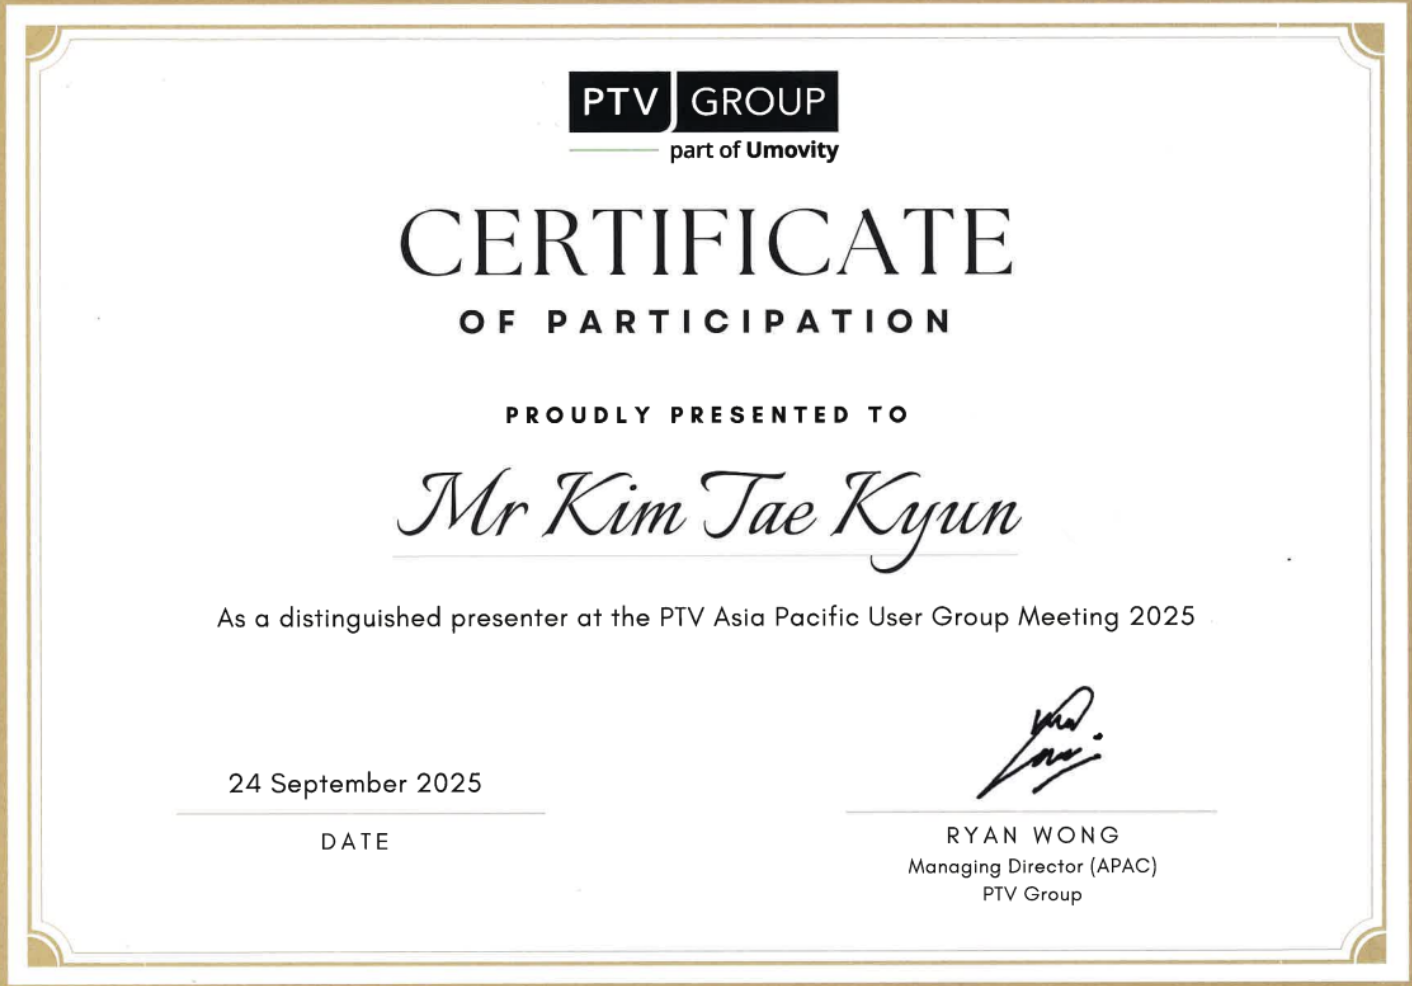 PTV GROUP
part of Umovity
CERTIFICATE
OF PARTICIPATION
PROUDLY PRESENTED TO
Mr Kim Tae Kyun
As a distinguished presenter at the PTV Asia Pacific User Group Meeting 2025
24 September 2025
DATE
RYAN WONG
Managing Director (APAC)
PTV Group